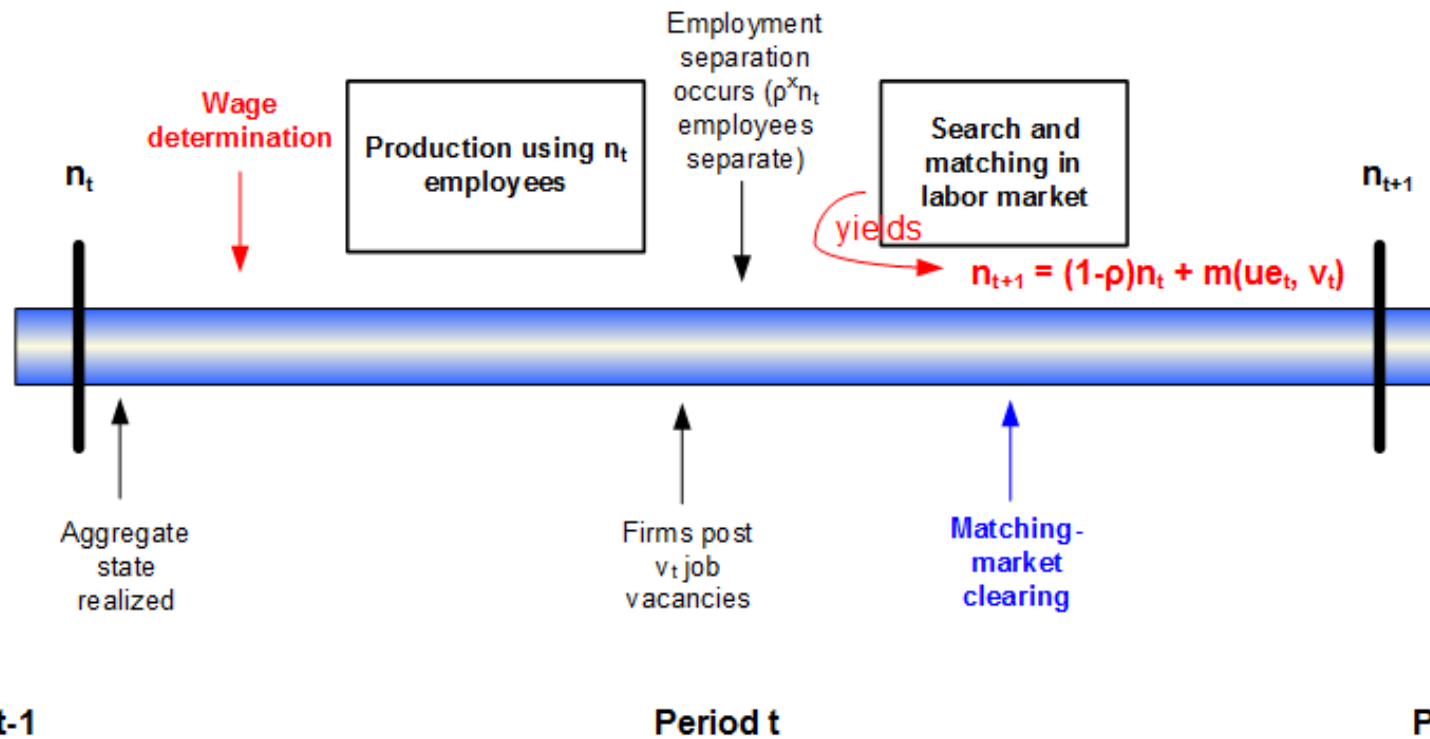 Employment
separation
occurs (ρˣnₜ
employees
separate)
Wage
determination
Production using nₜ
employees
Search and
matching in
labor market
nₜ
nₜ₊₁
yields
nₜ₊₁ = (1-ρ)nₜ + m(ueₜ, vₜ)
Aggregate
state
realized
Firms post
vₜ job
vacancies
Matching-
market
clearing
t-1
Period t
P